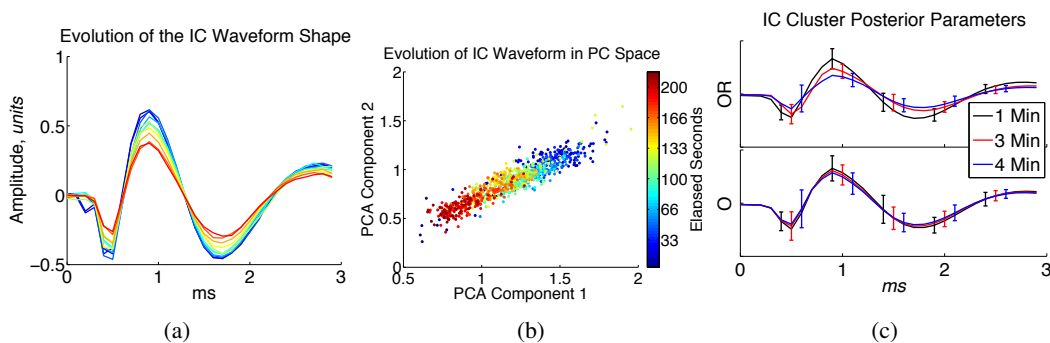 Evolution of the IC Waveform Shape
1
0.5
0
−0.5
Amplitude, units
0 1 2 3
ms
(a)
Evolution of IC Waveform in PC Space
2
1.5
1
0.5
0
PCA Component 2
0.5 1 1.5 2
PCA Component 1
200
166
133
100
66
33
Elapsed Seconds
(b)
IC Cluster Posterior Parameters
OR
O
1 Min
3 Min
4 Min
0 1 2 3
ms
(c)